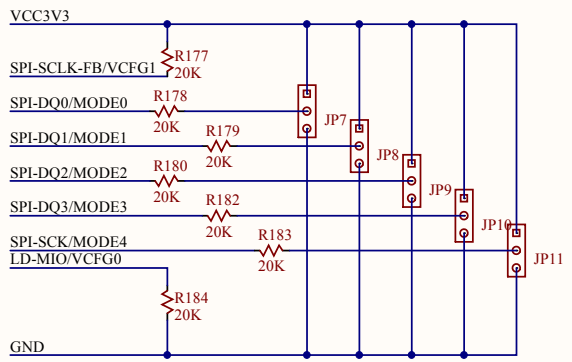 VCC3V3
R177
20K
SPI-SCLK-FB/VCFG1
R178
20K
SPI-DQ0/MODE0
JP7
R179
20K
SPI-DQ1/MODE1
JP8
R180
20K
SPI-DQ2/MODE2
JP9
R182
20K
SPI-DQ3/MODE3
JP10
R183
20K
SPI-SCK/MODE4
JP11
LD-MIO/VCFG0
R184
20K
GND